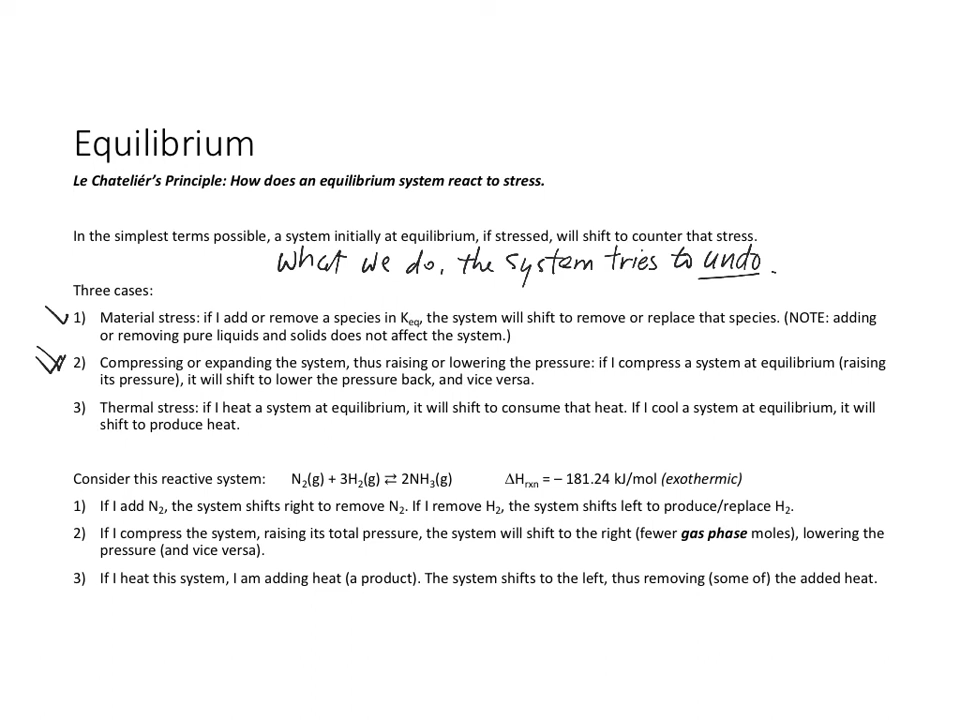 Equilibrium
Le Chateliér's Principle: How does an equilibrium system react to stress.
In the simplest terms possible, a system initially at equilibrium, if stressed, will shift to counter that stress.
What we do, the system tries to undo.
Three cases:
1) Material stress: if I add or remove a species in Keq, the system will shift to remove or replace that species. (NOTE: adding
or removing pure liquids and solids does not affect the system.)
2) Compressing or expanding the system, thus raising or lowering the pressure: if I compress a system at equilibrium (raising
its pressure), it will shift to lower the pressure back, and vice versa.
3) Thermal stress: if I heat a system at equilibrium, it will shift to consume that heat. If I cool a system at equilibrium, it will
shift to produce heat.
Consider this reactive system: N₂(g) + 3H₂(g) ⇄ 2NH₃(g) ΔHrxn = – 181.24 kJ/mol (exothermic)
1) If I add N₂, the system shifts right to remove N₂. If I remove H₂, the system shifts left to produce/replace H₂.
2) If I compress the system, raising its total pressure, the system will shift to the right (fewer gas phase moles), lowering the
pressure (and vice versa).
3) If I heat this system, I am adding heat (a product). The system shifts to the left, thus removing (some of) the added heat.